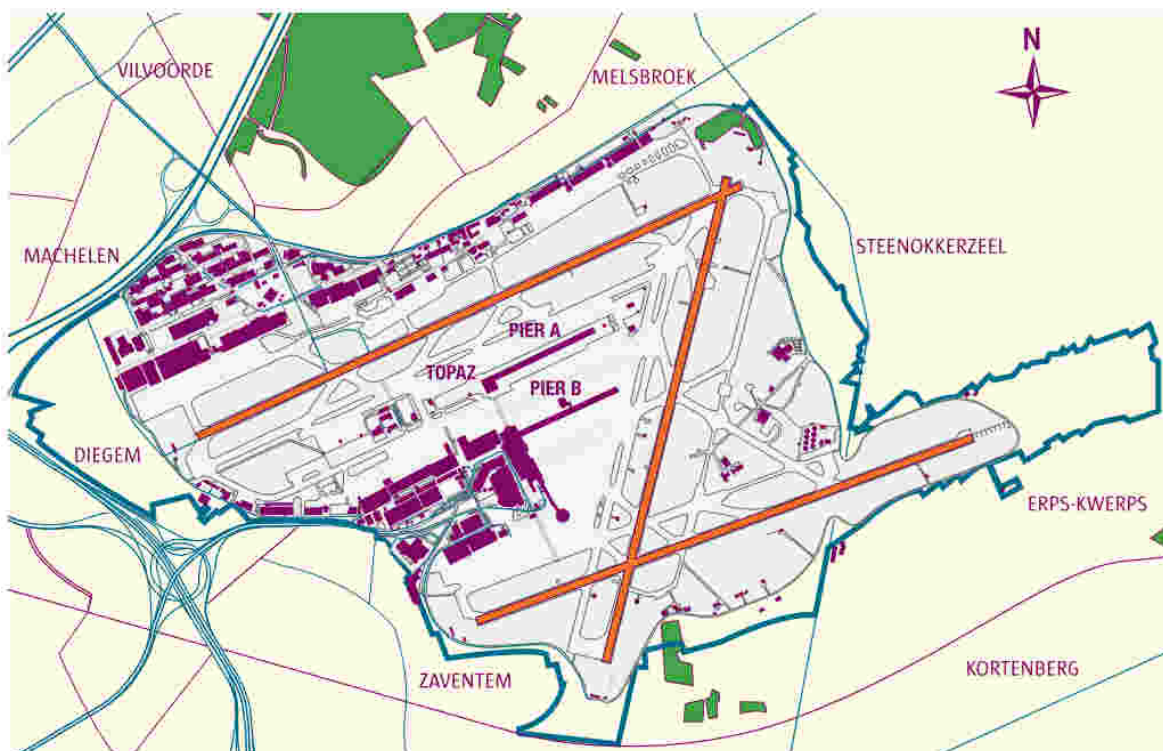 VILVOORDE
MELSBROEK
N
MACHELEN
STEENOKKERZEEL
PIER A
TOPAZ
PIER B
DIEGEM
ERPS-KWERPS
ZAVENTEM
KORTENBERG